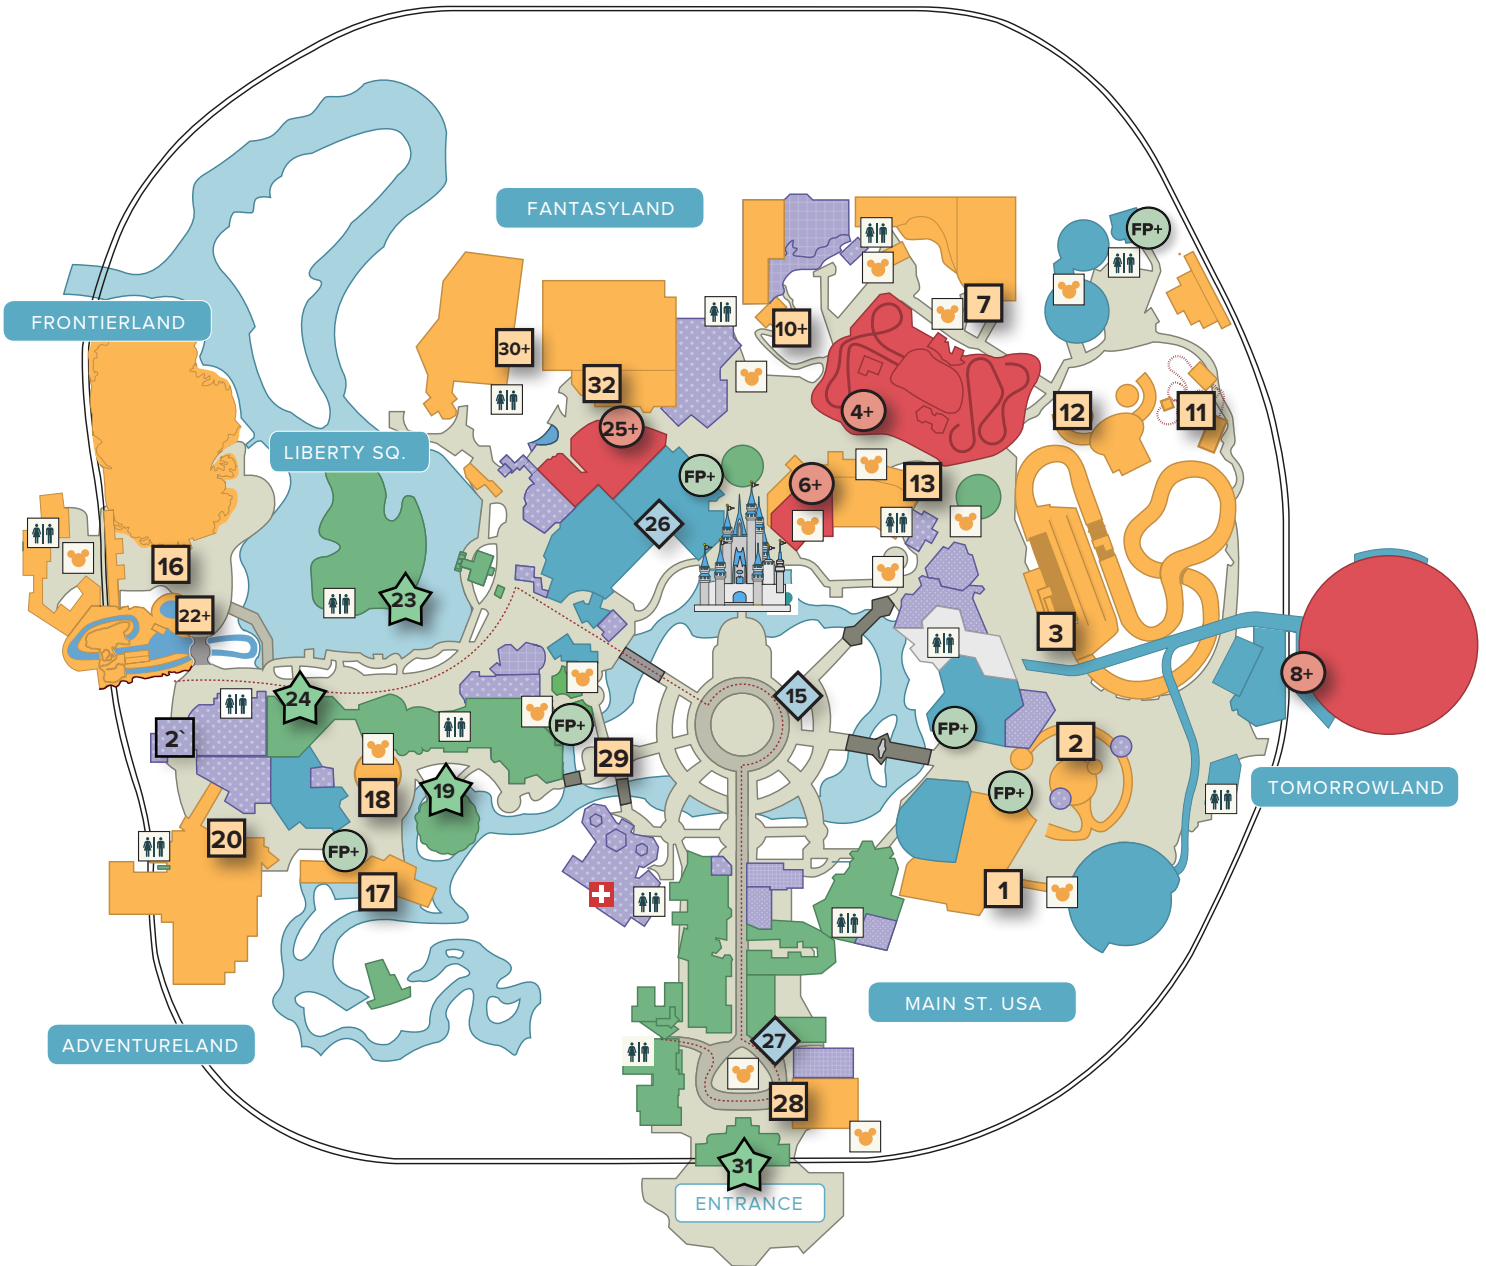 FANTASYLAND
FP+
FRONTIERLAND
7
10+
30+
32
4+
12
11
25+
LIBERTY SQ.
FP+
6+
13
26
16
23
22+
3
8+
24
15
FP+
FP+
2`
29
2
TOMORROWLAND
19
18
FP+
20
FP+
17
1
MAIN ST. USA
27
ADVENTURELAND
28
31
ENTRANCE